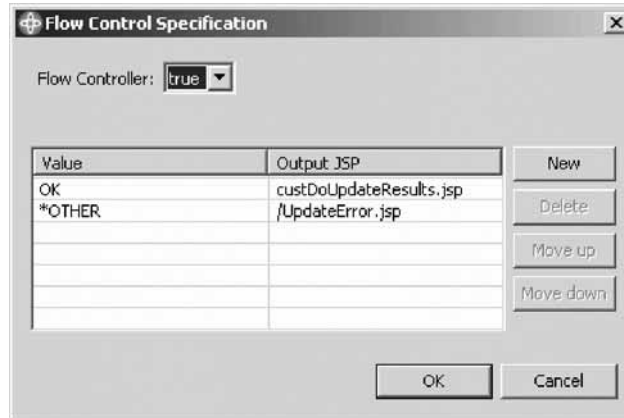 Flow Control Specification
Flow Controller: true
Value Output JSP New
OK custDoUpdateResults.jsp
*OTHER /UpdateError.jsp Delete
Move up
Move down
OK Cancel